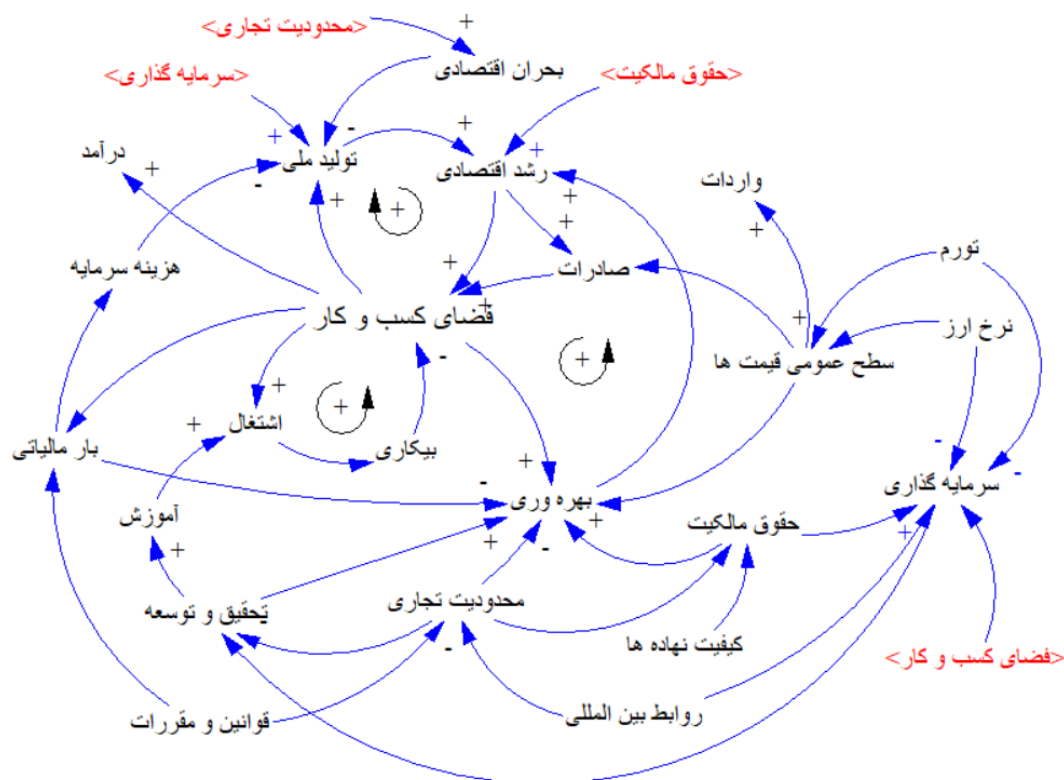 <محدودیت تجاری>
+
بحران اقتصادی
<سرمایه گذاری>
<حقوق مالکیت>
+
-
+
+
درآمد
+
تولید ملی
-
+
+
رشد اقتصادی
+
+
واردات
+
هزینه سرمایه
+
صادرات
تورم
+
+
فضای کسب و کار
+
نرخ ارز
-
+
سطح عمومی قیمت ها
+
+
+
اشتغال
بیکاری
بار مالیاتی
+
-
-
-
سرمایه گذاری
بهره وری
آموزش
+
حقوق مالکیت
+
+
-
+
تحقیق و توسعه
-
محدودیت تجاری
کیفیت نهاده ها
-
<فضای کسب و کار>
قوانین و مقررات
روابط بین المللی